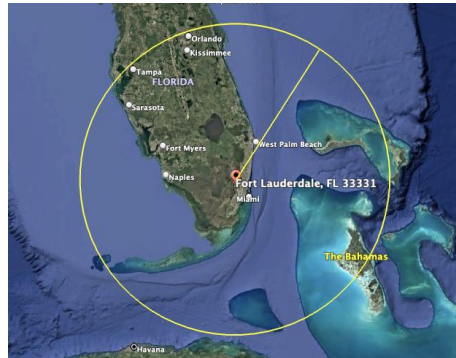 Orlando
Kissimmee
Tampa
FLORIDA
Sarasota
West Palm Beach
Fort Myers
Naples
Fort Lauderdale, FL 33331
Miami
The Bahamas
Havana